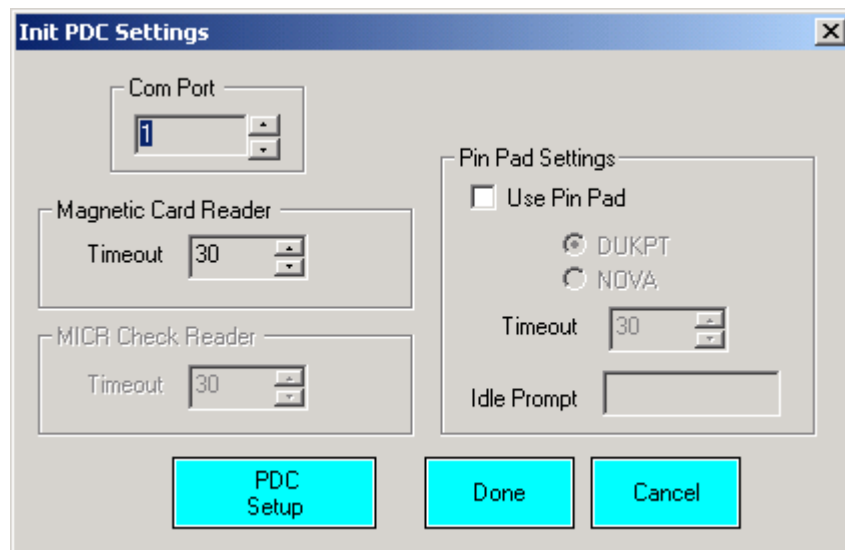 Init PDC Settings
Com Port
1
Magnetic Card Reader
Timeout 30
MICR Check Reader
Timeout 30
Pin Pad Settings
Use Pin Pad
DUKPT
NOVA
Timeout 30
Idle Prompt
PDC
Setup
Done
Cancel